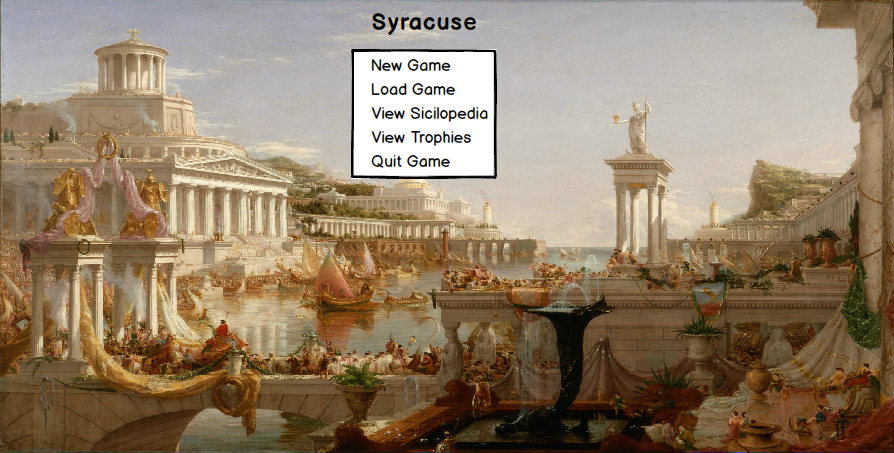 Syracuse
New Game
Load Game
View Sicilopedia
View Trophies
Quit Game